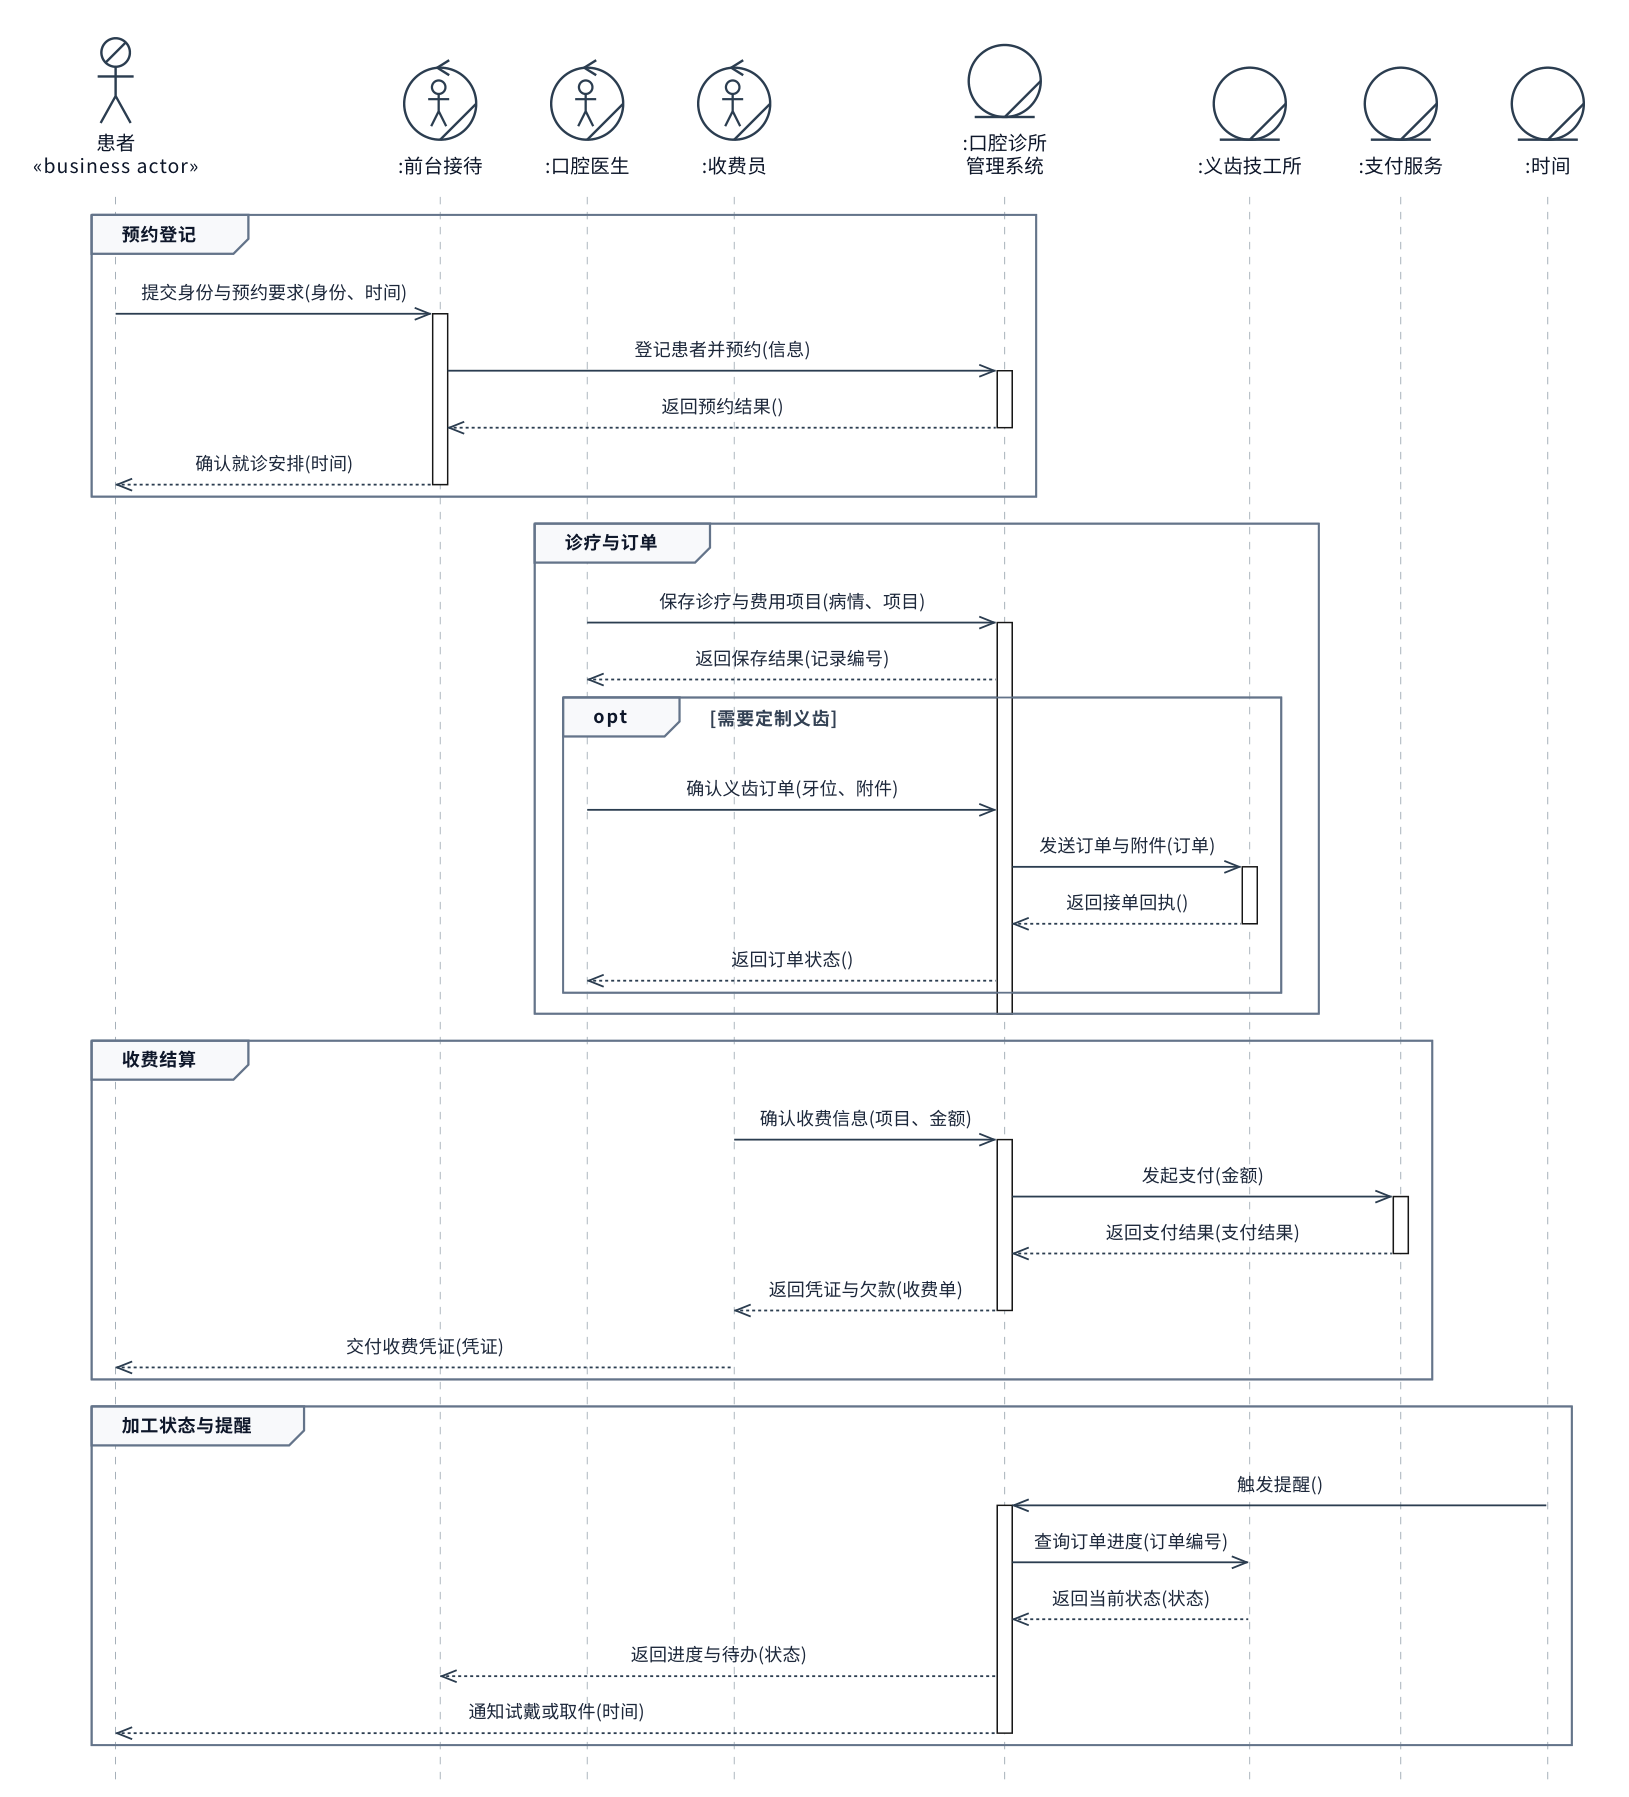 患者
«business actor»
:前台接待
:口腔医生
:收费员
:口腔诊所
管理系统
:义齿技工所
:支付服务
:时间
预约登记
提交身份与预约要求(身份、时间)
登记患者并预约(信息)
返回预约结果()
确认就诊安排(时间)
诊疗与订单
保存诊疗与费用项目(病情、项目)
返回保存结果(记录编号)
opt
[需要定制义齿]
确认义齿订单(牙位、附件)
发送订单与附件(订单)
返回接单回执()
返回订单状态()
收费结算
确认收费信息(项目、金额)
发起支付(金额)
返回支付结果(支付结果)
返回凭证与欠款(收费单)
交付收费凭证(凭证)
加工状态与提醒
触发提醒()
查询订单进度(订单编号)
返回当前状态(状态)
返回进度与待办(状态)
通知试戴或取件(时间)